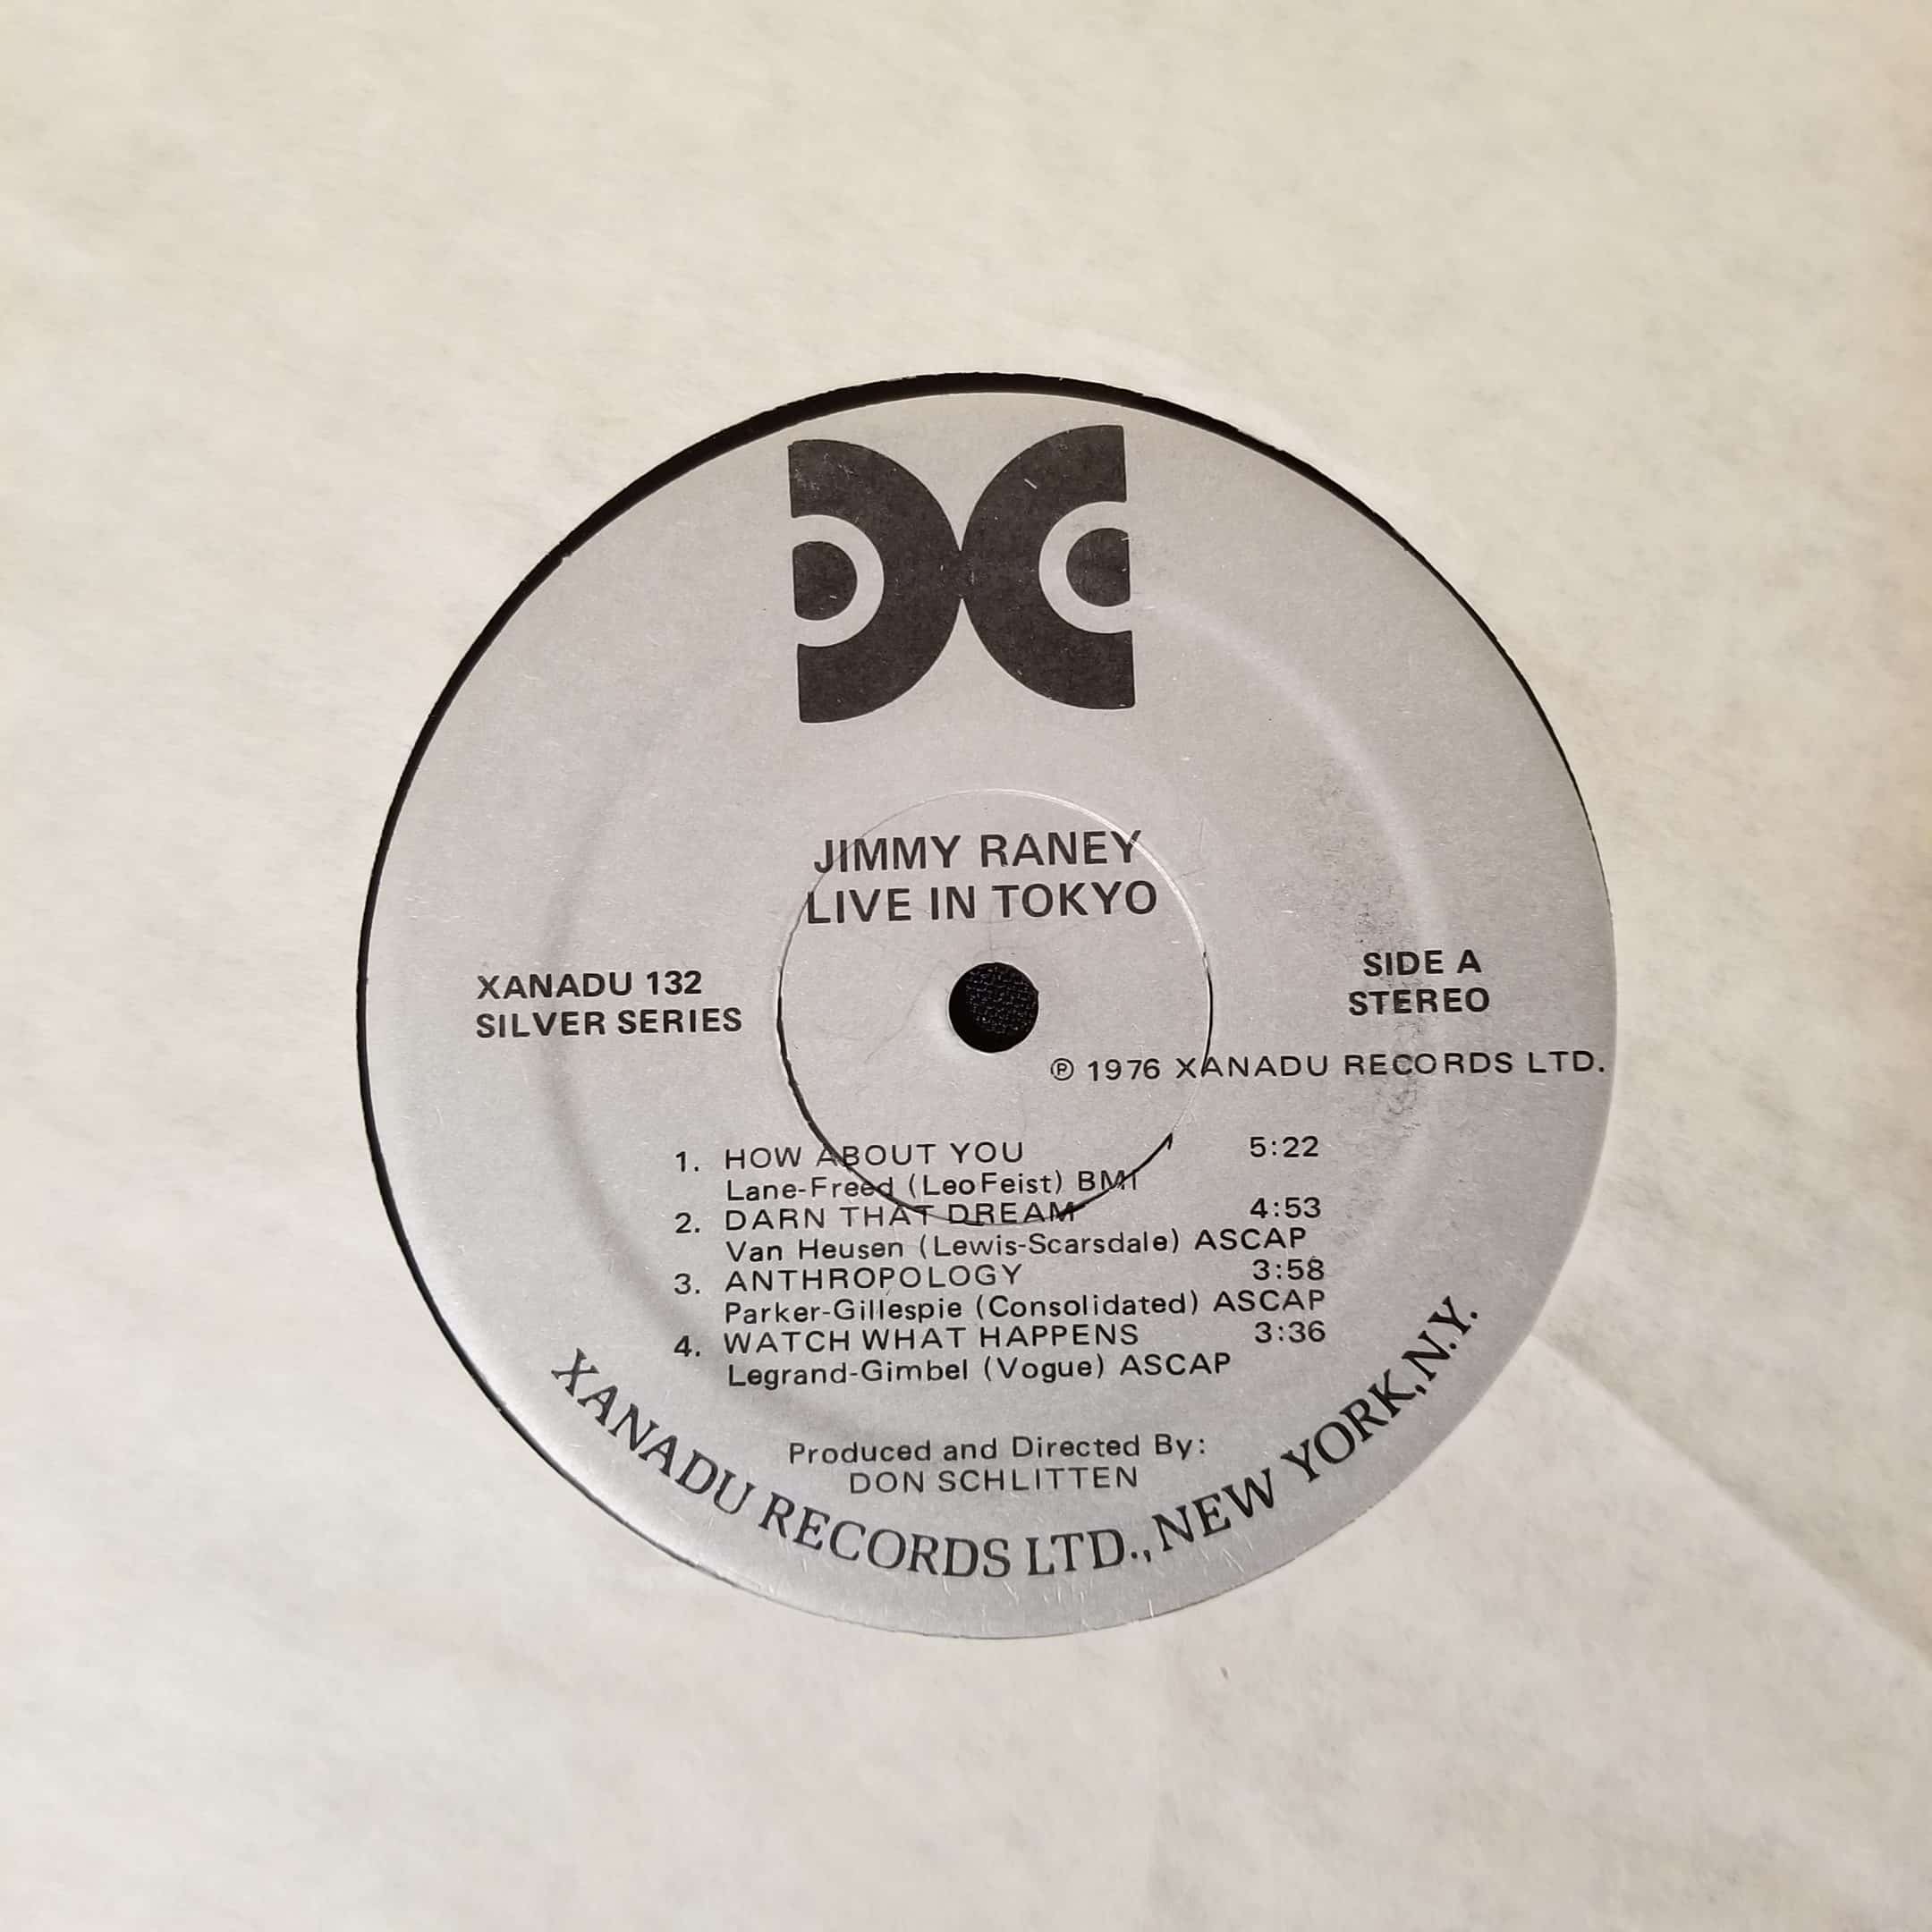 JIMMY RANEY
LIVE IN TOKYO
XANADU 132
SILVER SERIES
SIDE A
STEREO
℗ 1976 XANADU RECORDS LTD.
1. HOW ABOUT YOU 5:22
Lane-Freed (Leo Feist) BMI
2. DARN THAT DREAM 4:53
Van Heusen (Lewis-Scarsdale) ASCAP
3. ANTHROPOLOGY 3:58
Parker-Gillespie (Consolidated) ASCAP
4. WATCH WHAT HAPPENS 3:36
Legrand-Gimbel (Vogue) ASCAP
Produced and Directed By:
DON SCHLITTEN
XANADU RECORDS LTD., NEW YORK, N.Y.